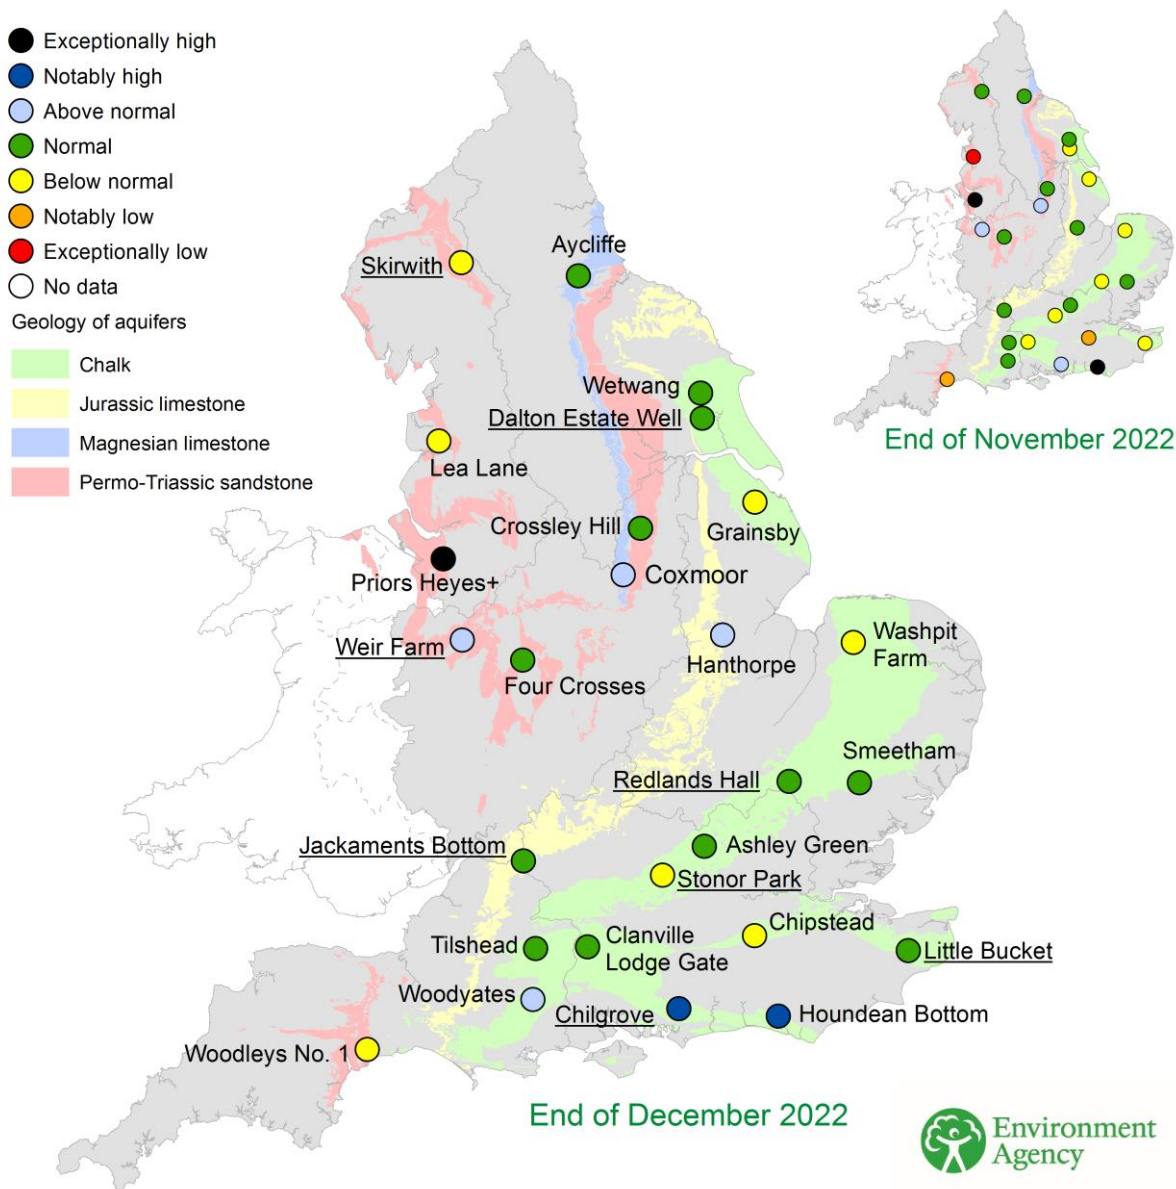 Exceptionally high
Notably high
Above normal
Normal
Below normal
Notably low
Exceptionally low
No data
Geology of aquifers
Chalk
Jurassic limestone
Magnesian limestone
Permo-Triassic sandstone
End of November 2022
Skirwith
Aycliffe
Wetwang
Dalton Estate Well
Lea Lane
Grainsby
Crossley Hill
Priors Heyes+
Coxmoor
Weir Farm
Four Crosses
Hanthorpe
Washpit
Farm
Smeetham
Redlands Hall
Jackaments Bottom
Ashley Green
Stonor Park
Tilshead
Clanville
Lodge Gate
Chipstead
Little Bucket
Woodyates
Chilgrove
Houndean Bottom
Woodleys No. 1
End of December 2022
Environment
Agency